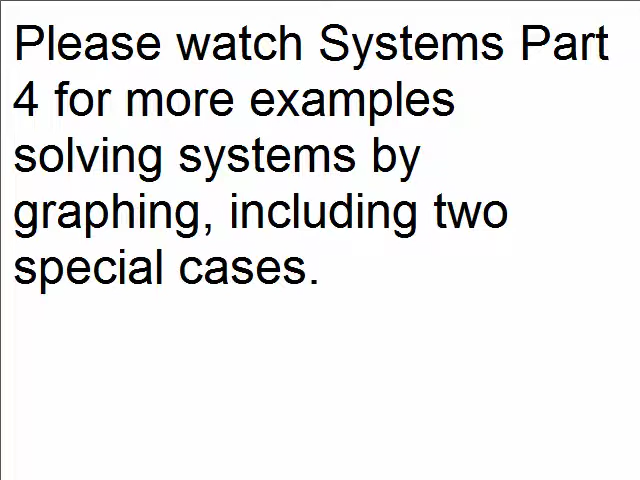 Please watch Systems Part
4 for more examples
solving systems by
graphing, including two
special cases.